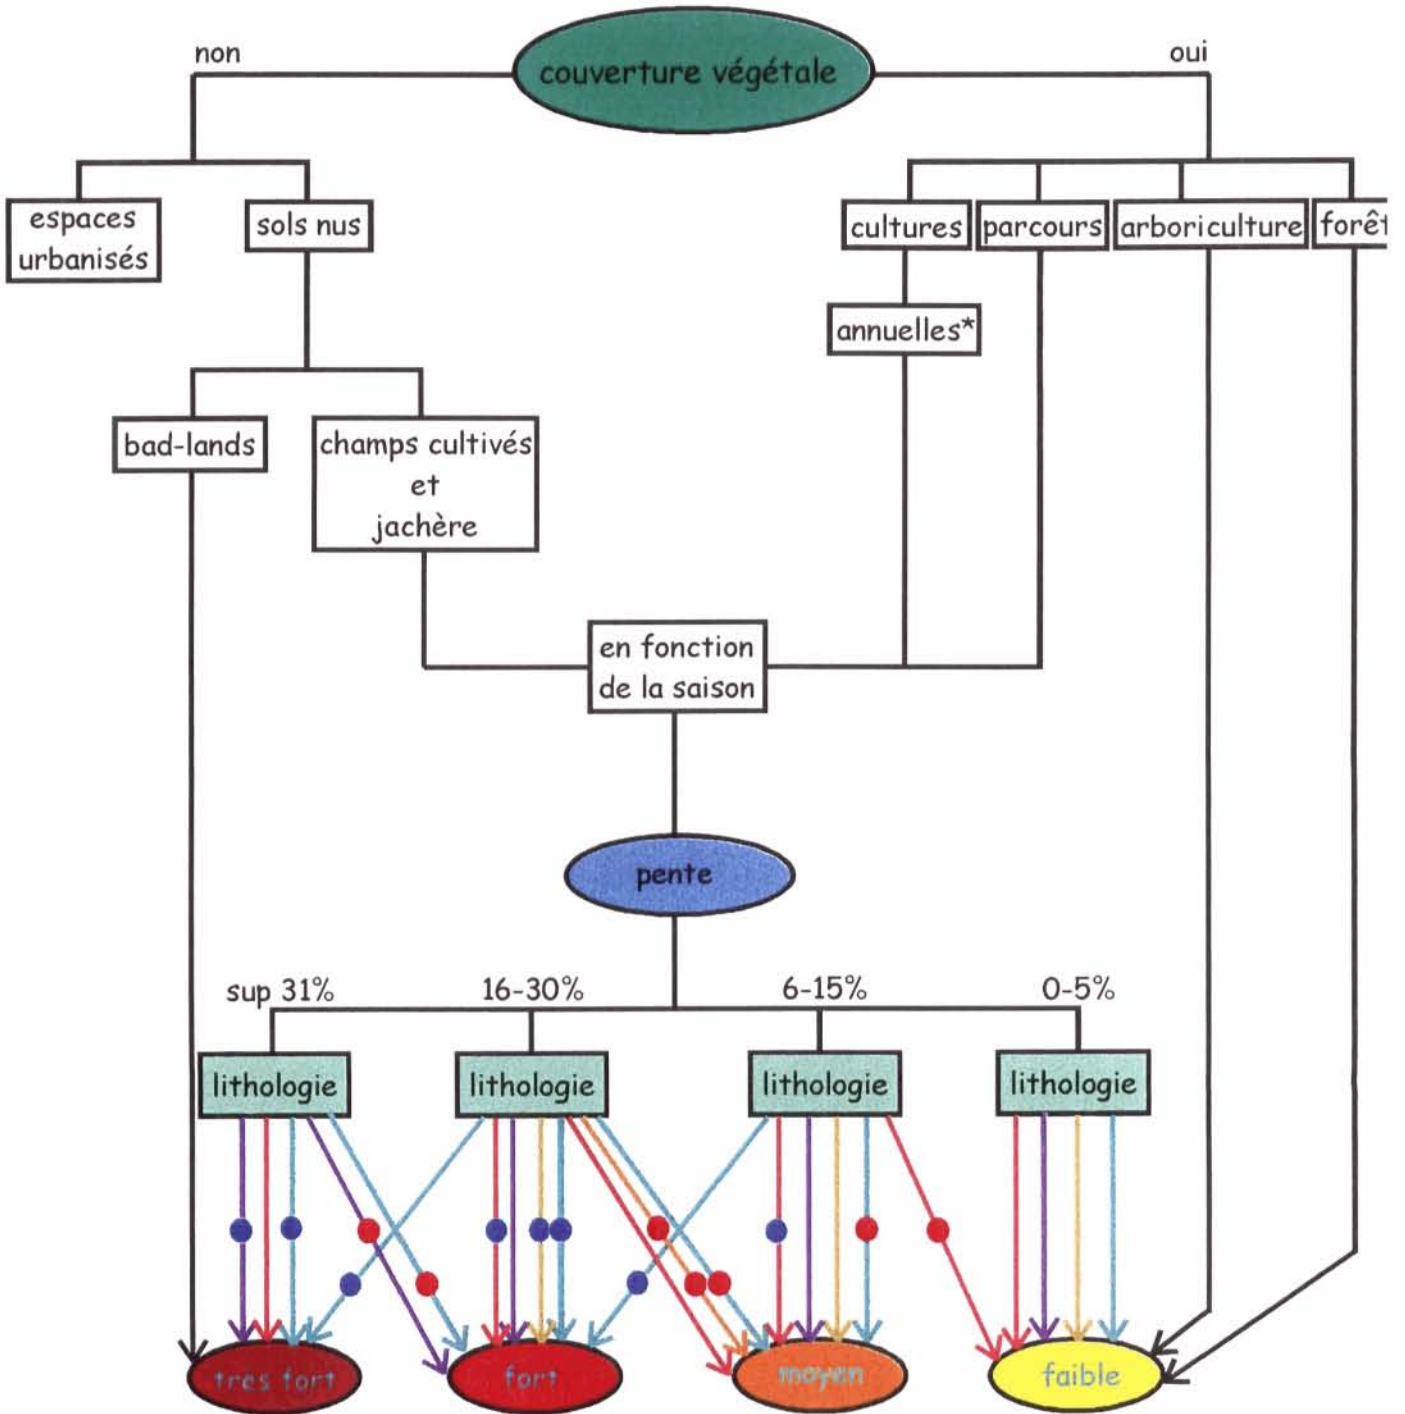 couverture végétale
non
oui
espaces
urbanisés
sols nus
cultures
parcours
arboriculture
forêt
annuelles*
bad-lands
champs cultivés
et
jachère
en fonction
de la saison
pente
sup 31%
16-30%
6-15%
0-5%
lithologie
lithologie
lithologie
lithologie
tres fort
fort
moyen
faible